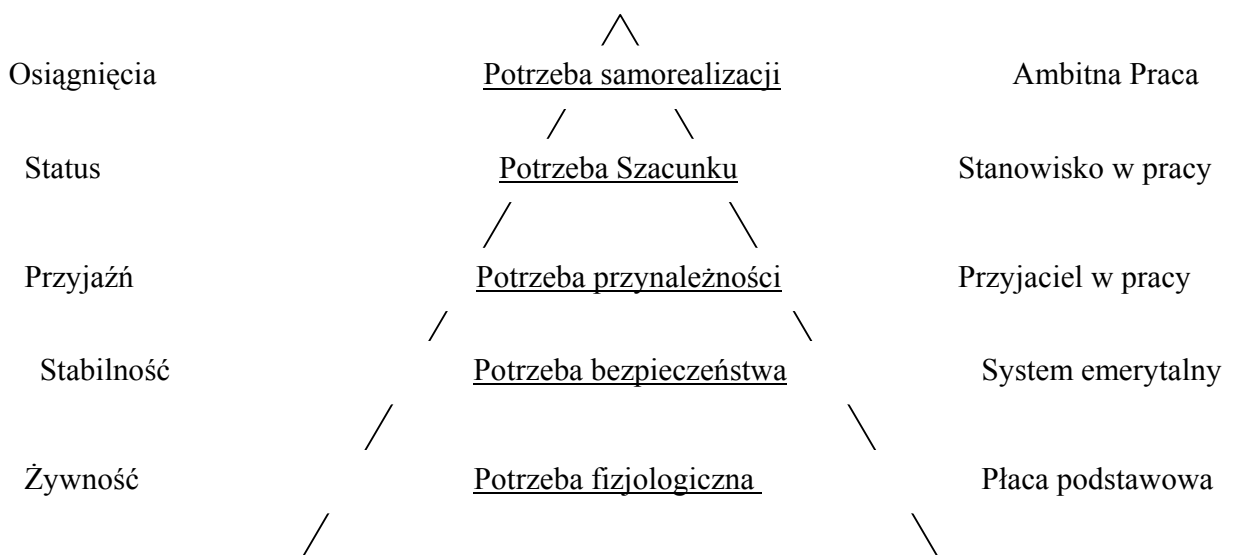 Osiągnięcia Potrzeba samorealizacji Ambitna Praca
Status Potrzeba Szacunku Stanowisko w pracy
Przyjaźń Potrzeba przynależności Przyjaciel w pracy
Stabilność Potrzeba bezpieczeństwa System emerytalny
Żywność Potrzeba fizjologiczna Płaca podstawowa